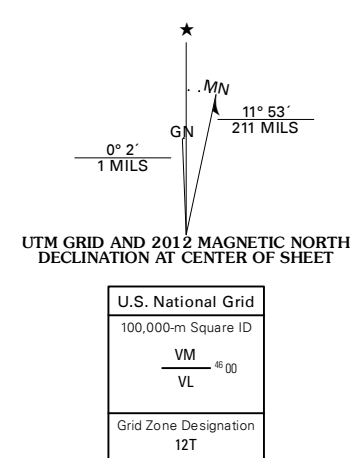 ★
MN
11° 53´
211 MILS
GN
0° 2´
1 MILS
UTM GRID AND 2012 MAGNETIC NORTH
DECLINATION AT CENTER OF SHEET
U.S. National Grid
100,000-m Square ID
VM
46 00
VL
Grid Zone Designation
12T